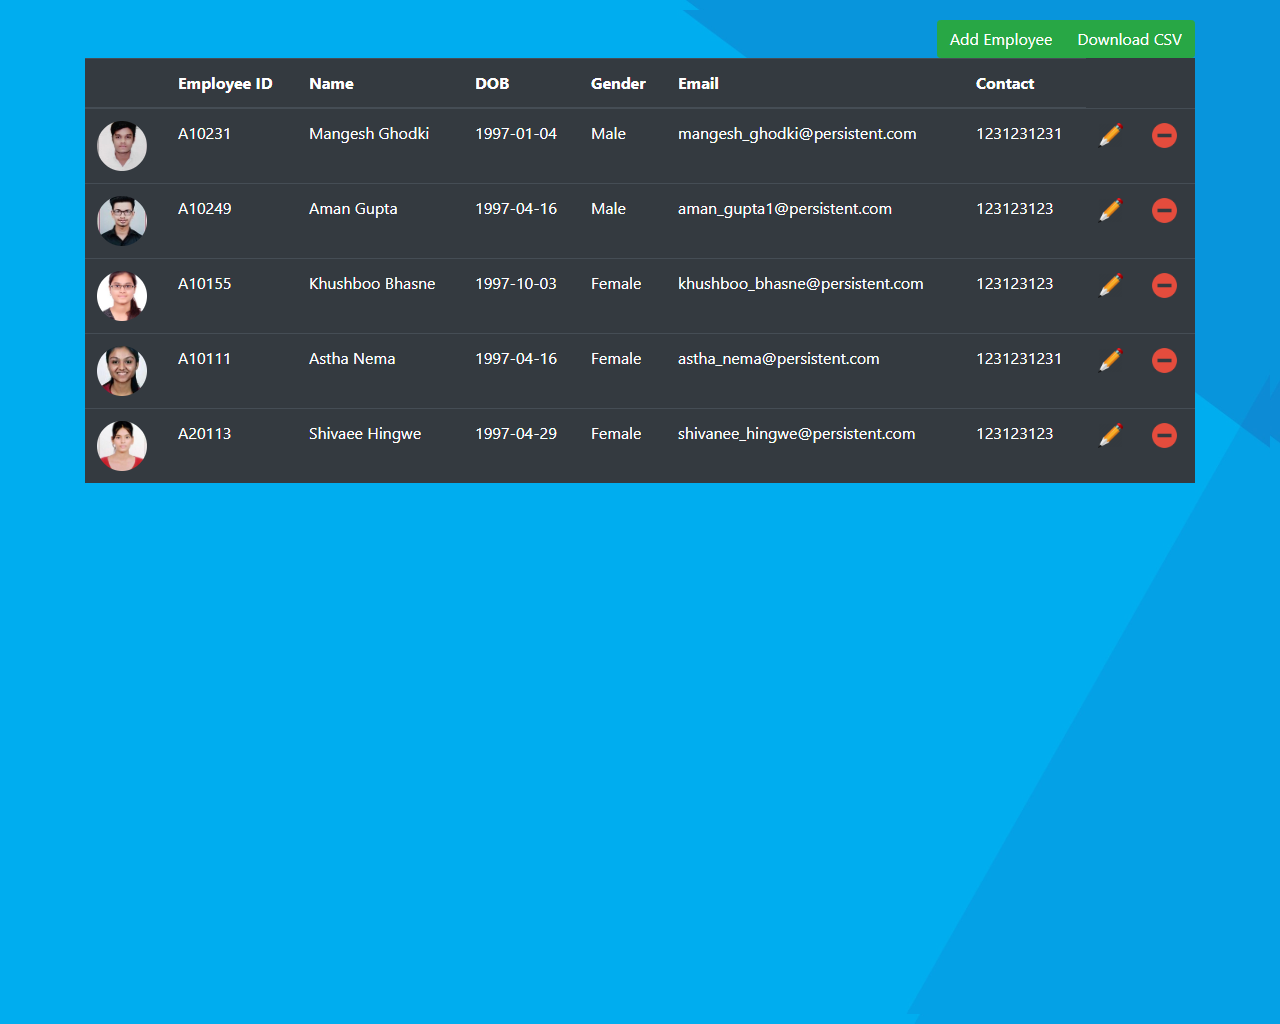 Add Employee Download CSV
Employee ID Name DOB Gender Email Contact
A10231 Mangesh Ghodki 1997-01-04 Male mangesh_ghodki@persistent.com 1231231231
A10249 Aman Gupta 1997-04-16 Male aman_gupta1@persistent.com 123123123
A10155 Khushboo Bhasne 1997-10-03 Female khushboo_bhasne@persistent.com 123123123
A10111 Astha Nema 1997-04-16 Female astha_nema@persistent.com 1231231231
A20113 Shivaee Hingwe 1997-04-29 Female shivanee_hingwe@persistent.com 123123123